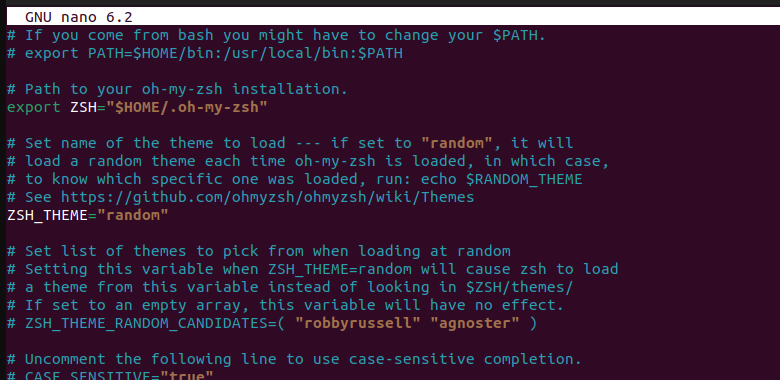 GNU nano 6.2
# If you come from bash you might have to change your $PATH.
# export PATH=$HOME/bin:/usr/local/bin:$PATH
# Path to your oh-my-zsh installation.
export ZSH="$HOME/.oh-my-zsh"
# Set name of the theme to load --- if set to "random", it will
# load a random theme each time oh-my-zsh is loaded, in which case,
# to know which specific one was loaded, run: echo $RANDOM_THEME
# See https://github.com/ohmyzsh/ohmyzsh/wiki/Themes
ZSH_THEME="random"
# Set list of themes to pick from when loading at random
# Setting this variable when ZSH_THEME=random will cause zsh to load
# a theme from this variable instead of looking in $ZSH/themes/
# If set to an empty array, this variable will have no effect.
# ZSH_THEME_RANDOM_CANDIDATES=( "robbyrussell" "agnoster" )
# Uncomment the following line to use case-sensitive completion.
# CASE_SENSITIVE="true"